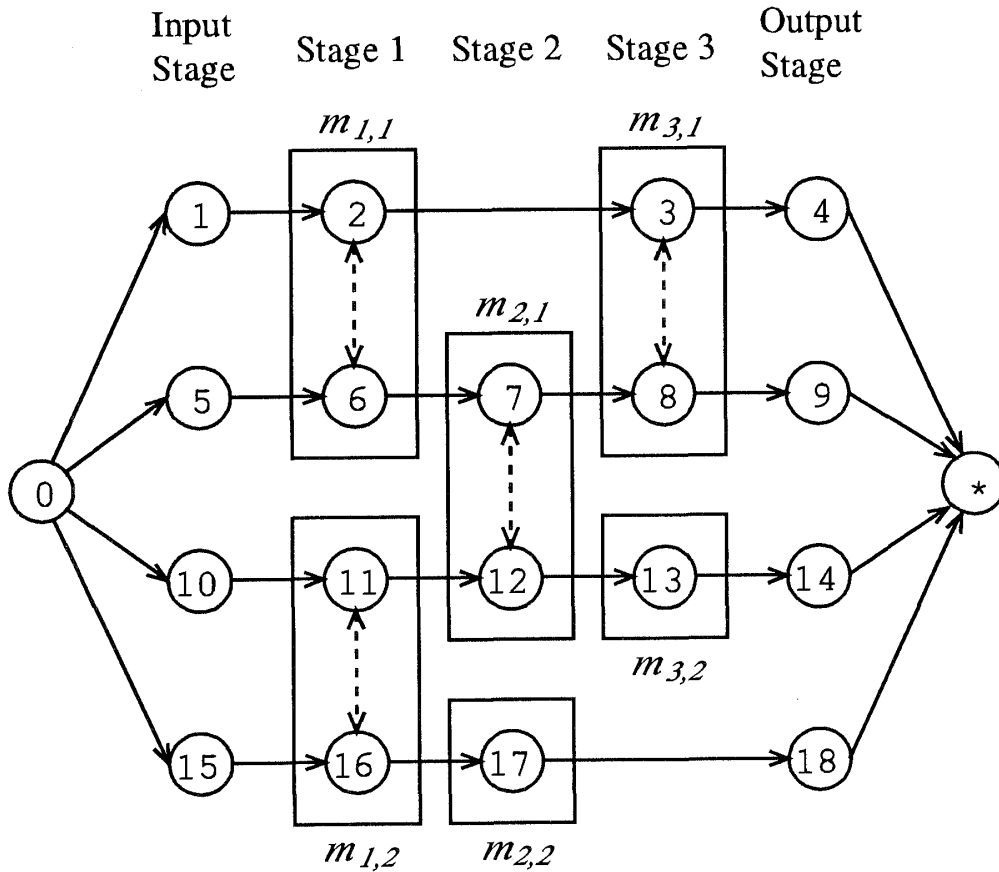 Input Stage
Stage 1
Stage 2
Stage 3
Output Stage
m1,1
m3,1
1
2
3
4
m2,1
5
6
7
8
9
0
*
10
11
12
13
14
m3,2
15
16
17
18
m1,2
m2,2